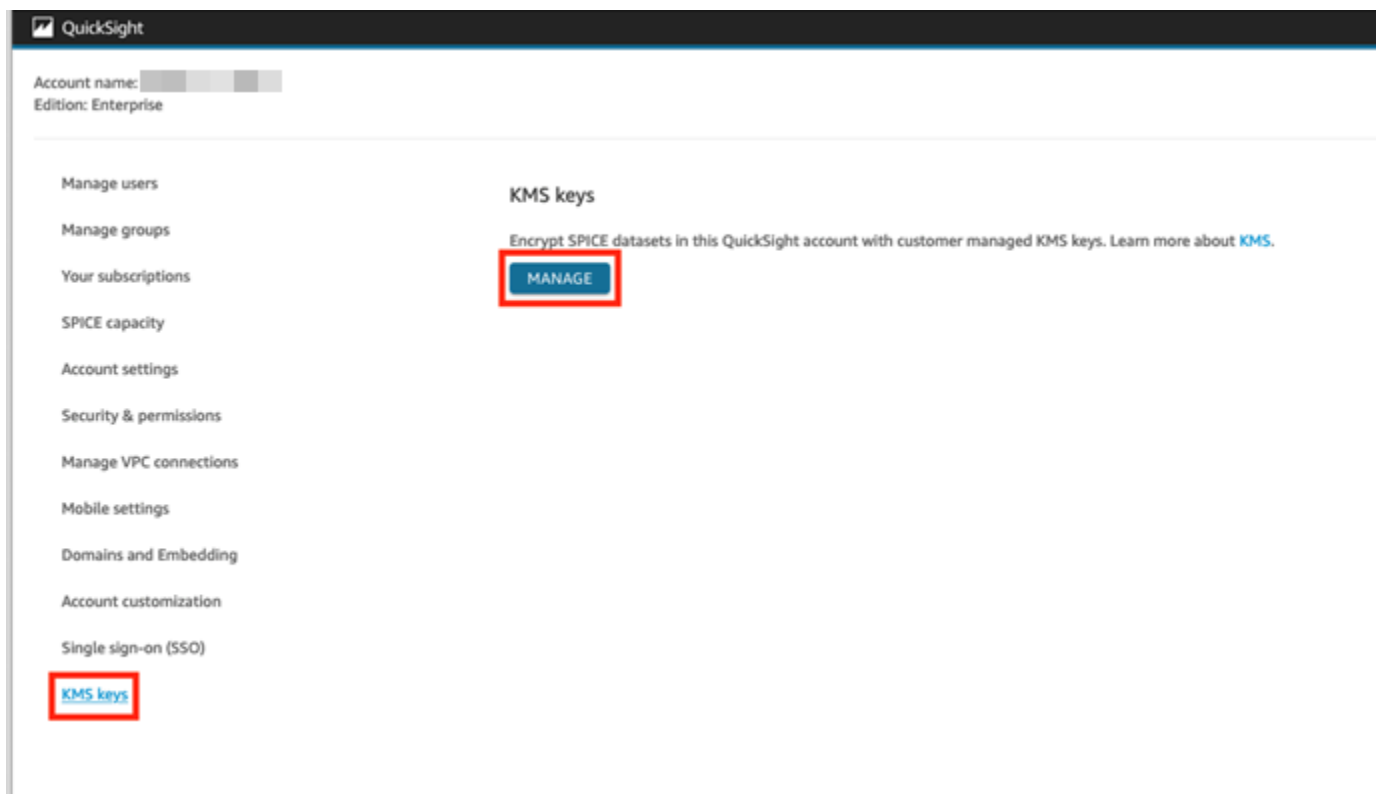 QuickSight
Account name:
Edition: Enterprise
Manage users
Manage groups
Your subscriptions
SPICE capacity
Account settings
Security & permissions
Manage VPC connections
Mobile settings
Domains and Embedding
Account customization
Single sign-on (SSO)
KMS keys
KMS keys
Encrypt SPICE datasets in this QuickSight account with customer managed KMS keys. Learn more about KMS.
MANAGE